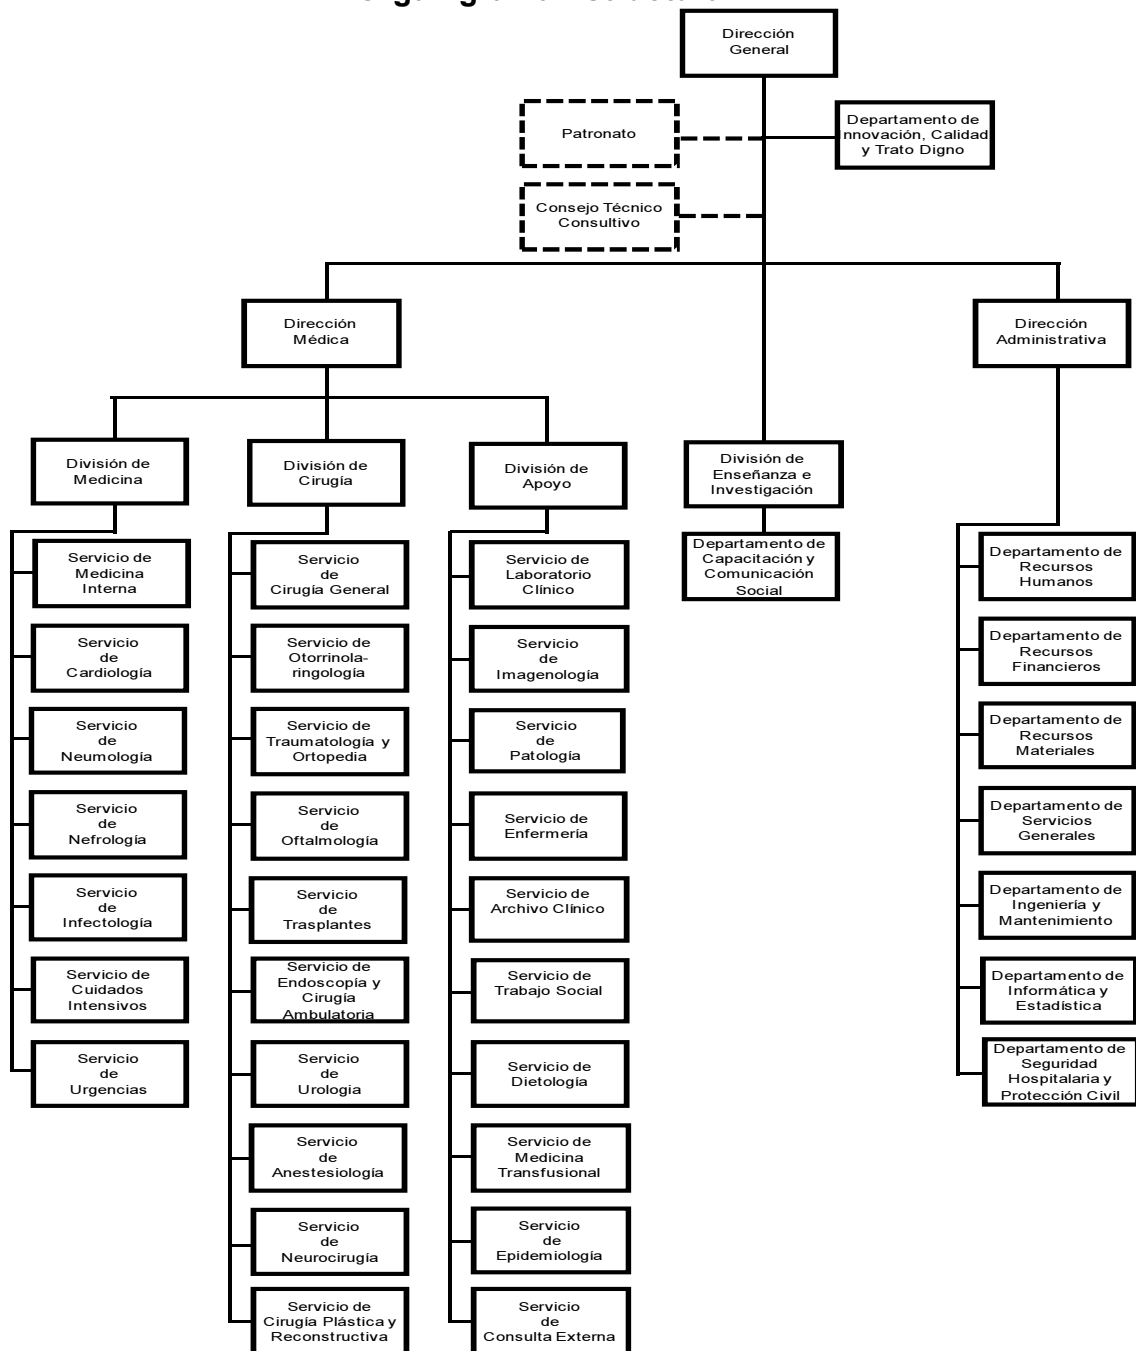 Dirección
General
Patronato
Departamento de
Innovación, Calidad
y Trato Digno
Consejo Técnico
Consultivo
Dirección
Médica
Dirección
Administrativa
División de
Medicina
División de
Cirugía
División de
Apoyo
División de
Enseñanza e
Investigación
Servicio de
Medicina
Interna
Servicio
de
Cardiología
Servicio
de
Neumología
Servicio
de
Nefrología
Servicio
de
Infectología
Servicio de
Cuidados
Intensivos
Servicio
de
Urgencias
Servicio
de
Cirugía General
Servicio de
Otorrinola-
ringología
Servicio de
Traumatología y
Ortopedia
Servicio
de
Oftalmología
Servicio
de
Trasplantes
Servicio de
Endoscopía y
Cirugía
Ambulatoria
Servicio
de
Urologia
Servicio
de
Anestesiología
Servicio
de
Neurocirugía
Servicio de
Cirugía Plástica y
Reconstructiva
Servicio de
Laboratorio
Clínico
Servicio
de
Imagenología
Servicio
de
Patología
Servicio de
Enfermería
Servicio de
Archivo Clínico
Servicio de
Trabajo Social
Servicio de
Dietología
Servicio de
Medicina
Transfusional
Servicio
de
Epidemiología
Servicio
de
Consulta Externa
Departamento de
Capacitación y
Comunicación
Social
Departamento de
Recursos
Humanos
Departamento de
Recursos
Financieros
Departamento de
Recursos
Materiales
Departamento de
Servicios
Generales
Departamento de
Ingeniería y
Mantenimiento
Departamento de
Informática y
Estadística
Departamento de
Seguridad
Hospitalaria y
Protección Civil